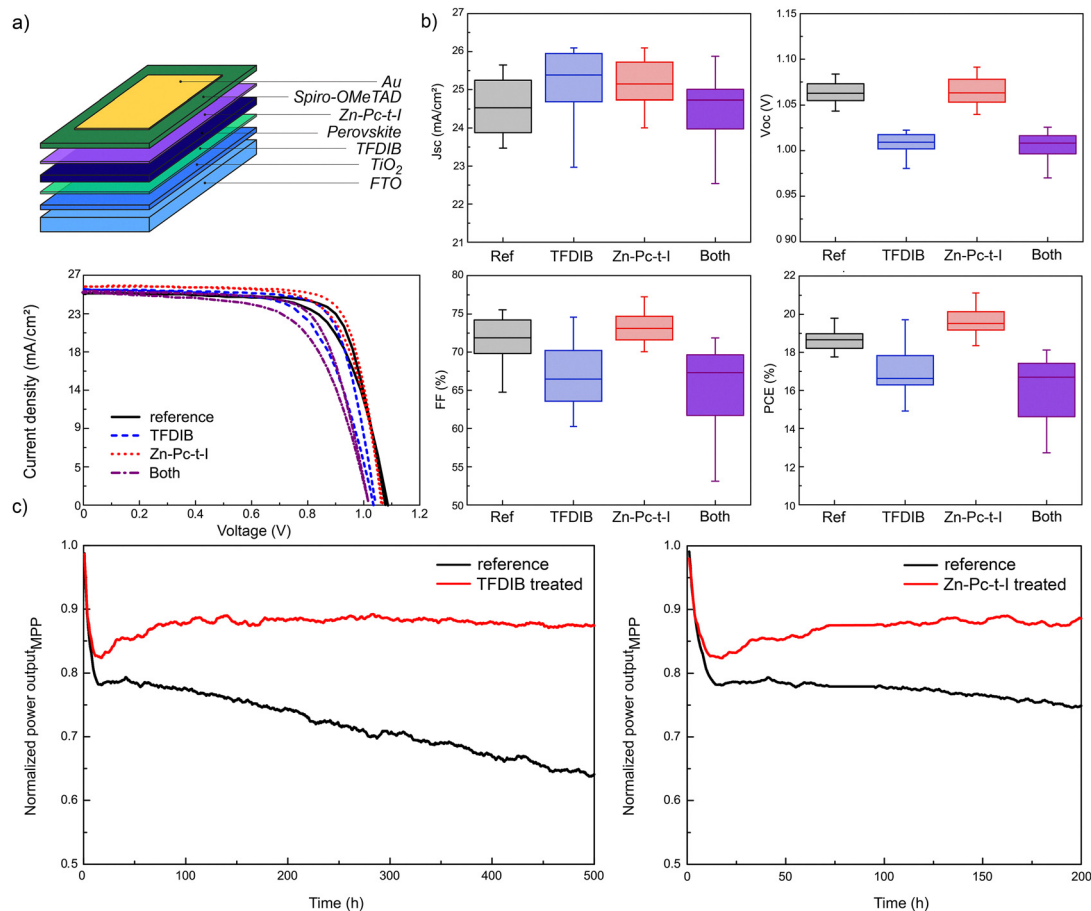 a)
Au
Spiro-OMeTAD
Zn-Pc-t-I
Perovskite
TFDIB
TiO2
FTO
Current density (mA/cm²)
27
23
18
14
9
5
0
0
0.2
0.4
0.6
0.8
1.0
1.2
Voltage (V)
reference
TFDIB
Zn-Pc-t-I
Both
b)
Jsc (mA/cm²)
27
26
25
24
23
22
21
Ref
TFDIB
Zn-Pc-t-I
Both
Voc (V)
1.15
1.10
1.05
1.00
0 90
Ref
TFDIB
Zn-Pc-t-I
Both
FF (%)
80
75
70
65
60
55
50
Ref
TFDIB
Zn-Pc-t-I
Both
PCE (%)
22
20
18
16
14
12
10
Ref
TFDIB
Zn-Pc-t-I
Both
c)
Normalized power outputMPP
1.0
0.9
0.8
0.7
0.6
0.5
0
100
200
300
400
500
Time (h)
reference
TFDIB treated
Normalized power outputMPP
1.0
0.9
0.8
0.7
0.6
0.5
0
50
100
150
200
Time (h)
reference
Zn-Pc-t-I treated